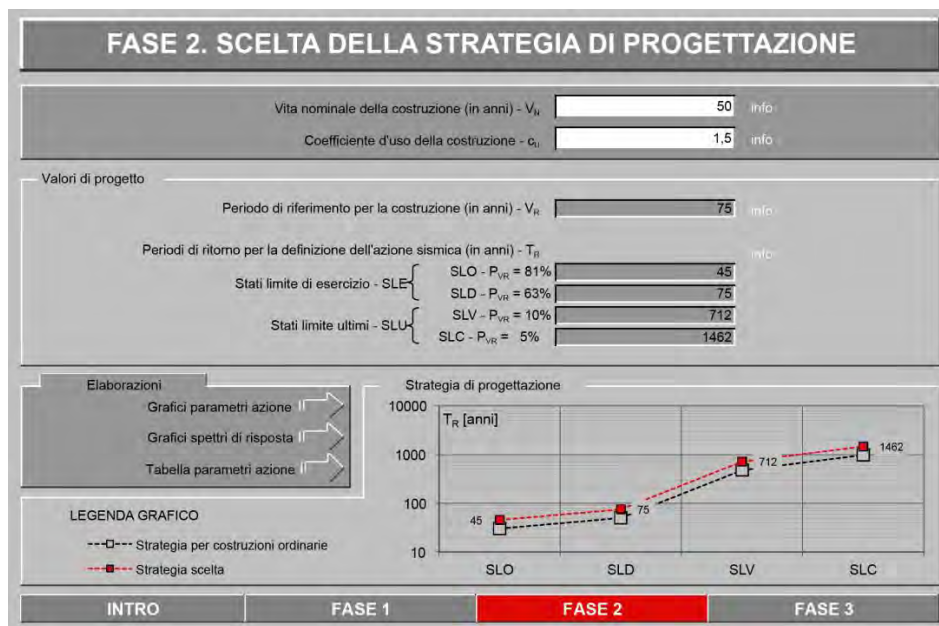 FASE 2. SCELTA DELLA STRATEGIA DI PROGETTAZIONE
Vita nominale della costruzione (in anni) - VN 50 info
Coefficiente d'uso della costruzione - cU 1,5 info
Valori di progetto
Periodo di riferimento per la costruzione (in anni) - VR 75 info
Periodi di ritorno per la definizione dell'azione sismica (in anni) - TR info
Stati limite di esercizio - SLE
SLO - PVR = 81% 45
SLD - PVR = 63% 75
Stati limite ultimi - SLU
SLV - PVR = 10% 712
SLC - PVR = 5% 1462
Elaborazioni
Grafici parametri azione
Grafici spettri di risposta
Tabella parametri azione
Strategia di progettazione
TR [anni]
10000
1000
100
10
45
75
712
1462
SLO SLD SLV SLC
LEGENDA GRAFICO
Strategia per costruzioni ordinarie
Strategia scelta
INTRO FASE 1 FASE 2 FASE 3